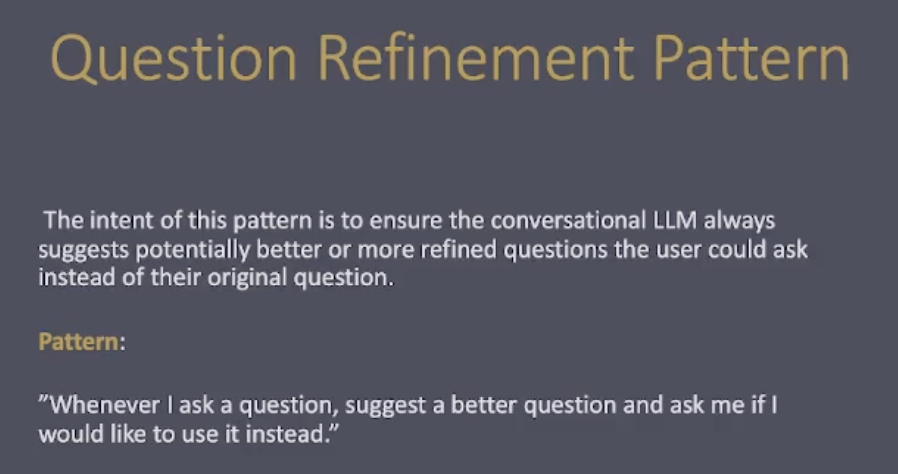 Question Refinement Pattern
The intent of this pattern is to ensure the conversational LLM always
suggests potentially better or more refined questions the user could ask
instead of their original question.
Pattern:
”Whenever I ask a question, suggest a better question and ask me if I
would like to use it instead.”